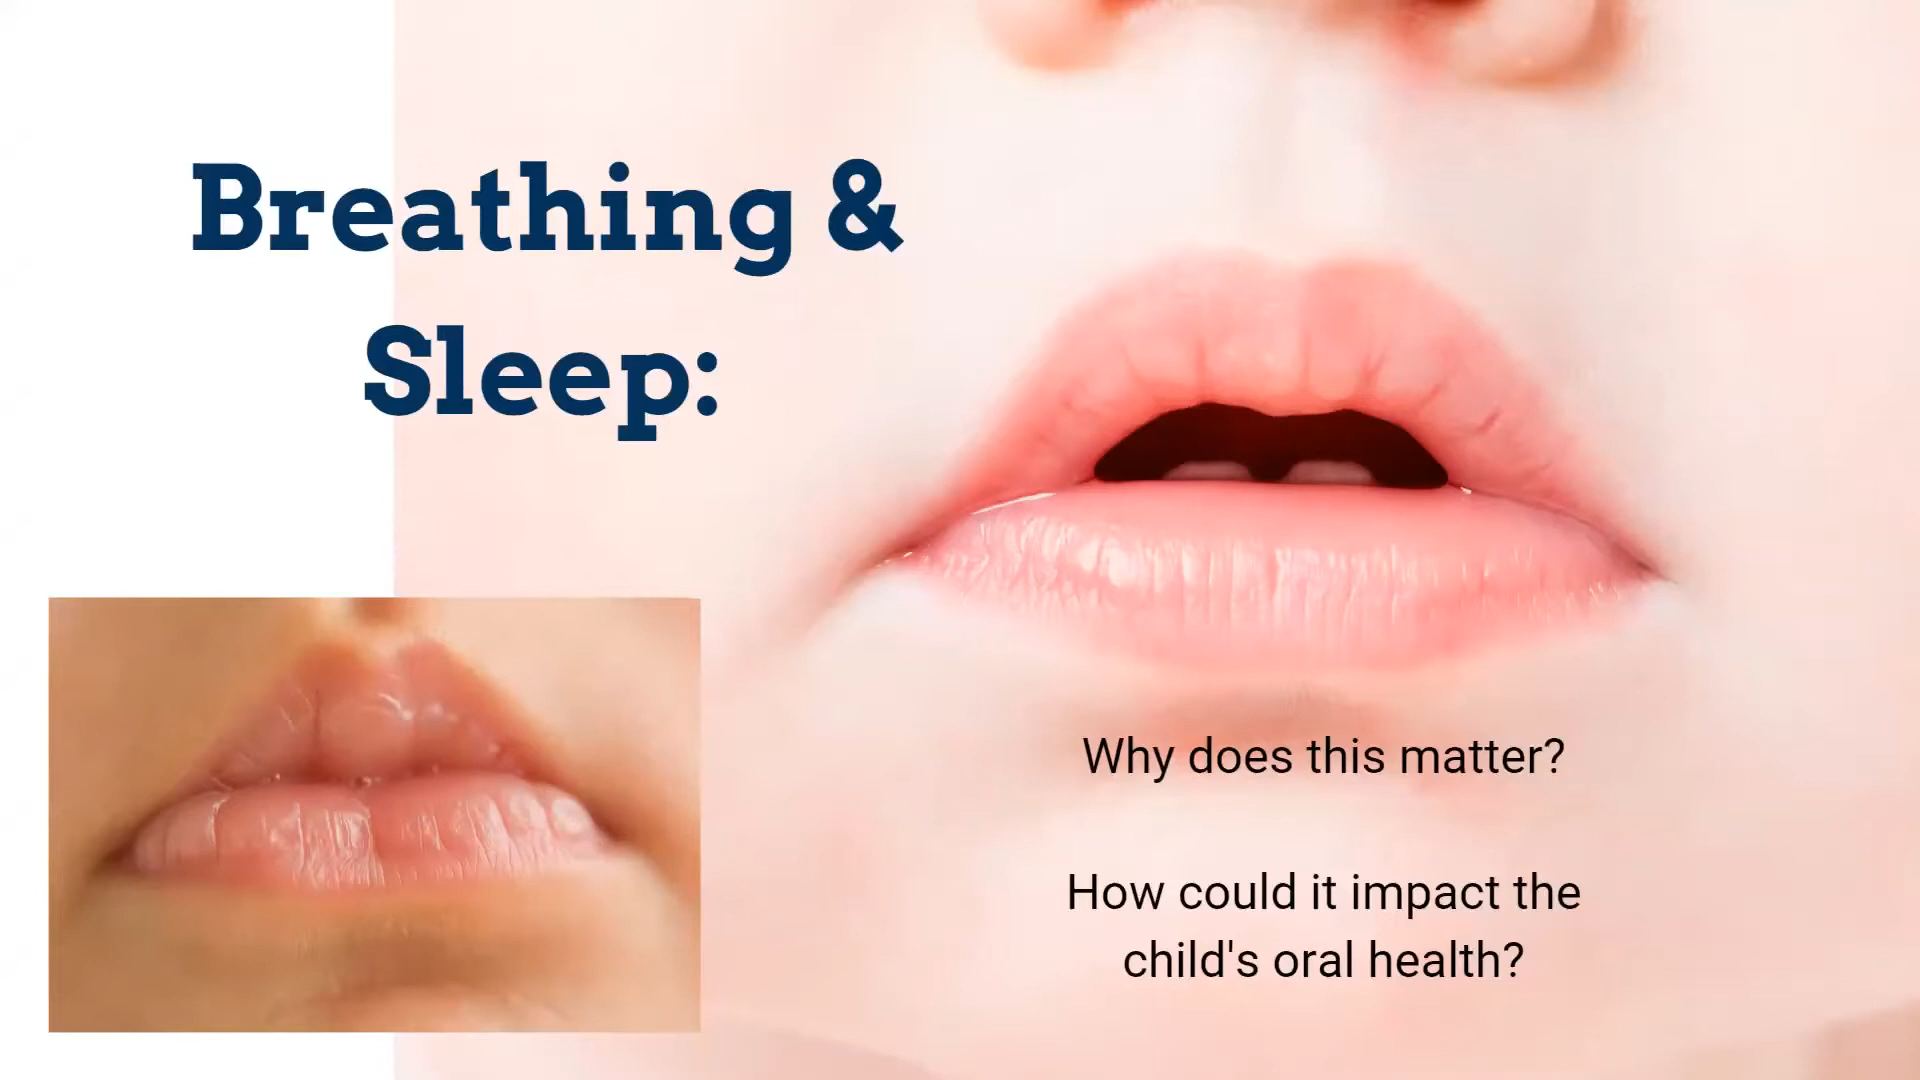 Breathing &
Sleep:
Why does this matter?
How could it impact the
child's oral health?